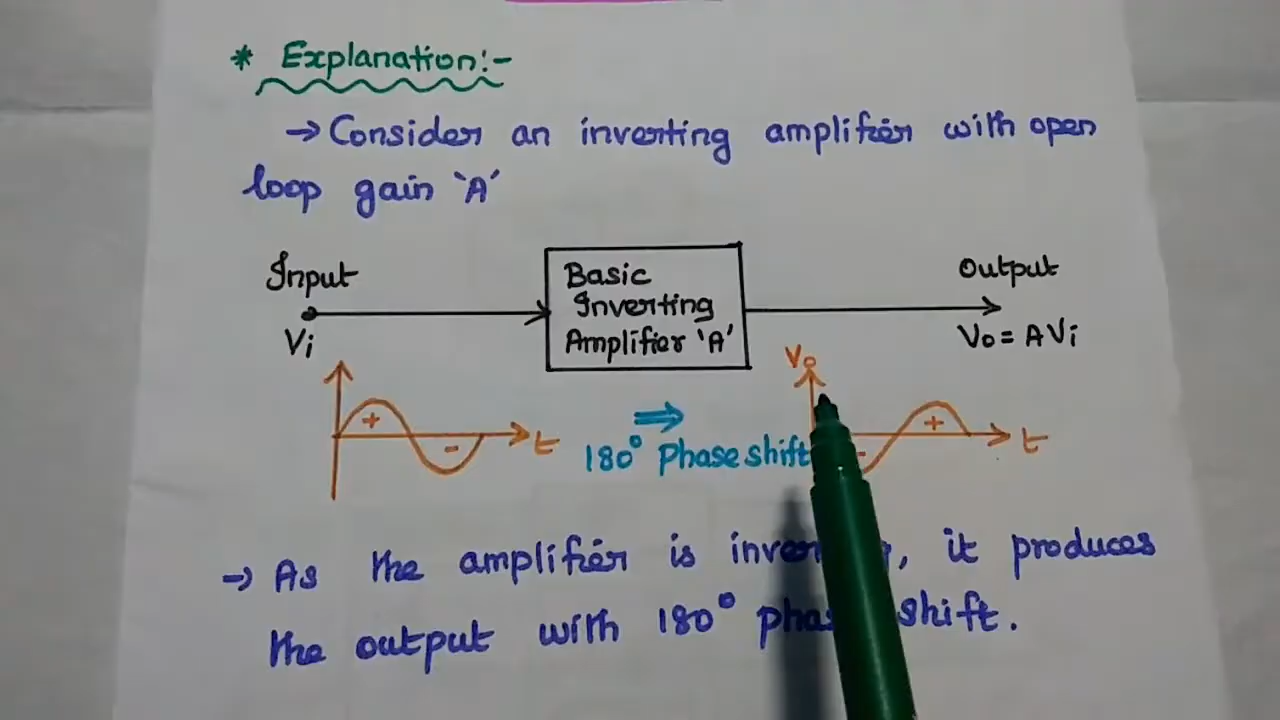 * Explanation:-
→ Consider an inverting amplifier with open
loop gain 'A'
Input
Vi
Basic
Inverting
Amplifier 'A'
Output
Vo = AVi
+
-
t
⇒
180° Phase shift
Vo
-
+
t
→ As the amplifier is , it produces
the output with 180° shift.